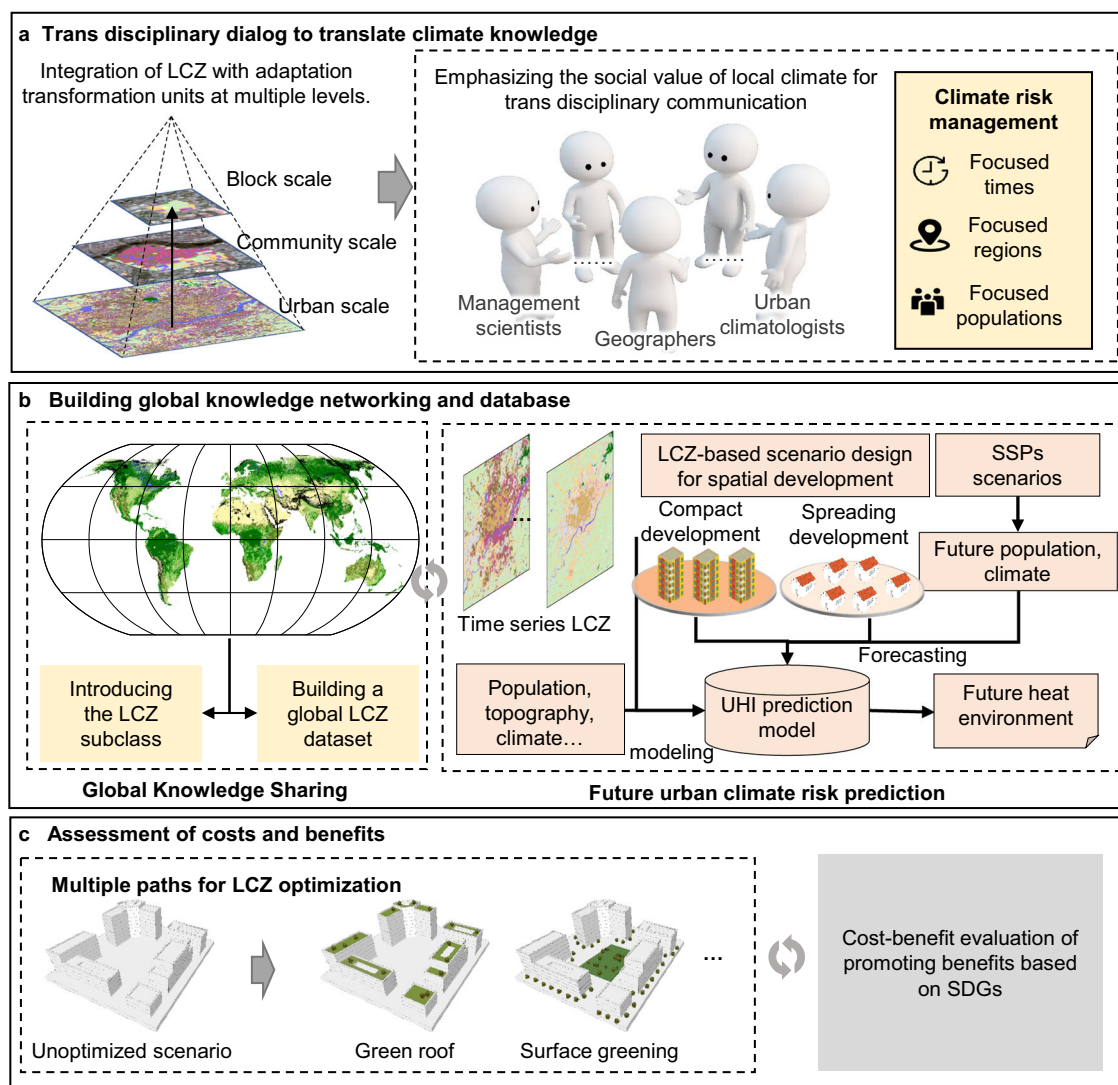 a Trans disciplinary dialog to translate climate knowledge
Integration of LCZ with adaptation
transformation units at multiple levels.
Block scale
Community scale
Urban scale
Emphasizing the social value of local climate for
trans disciplinary communication
......
......
Management
scientists
Geographers
Urban
climatologists
Climate risk
management
Focused
times
Focused
regions
Focused
populations
b Building global knowledge networking and database
Introducing
the LCZ
subclass
Building a
global LCZ
dataset
Global Knowledge Sharing
...
Time series LCZ
LCZ-based scenario design
for spatial development
Compact
development
Spreading
development
SSPs
scenarios
Future population,
climate
Forecasting
Population,
topography,
climate...
modeling
UHI prediction
model
Future heat
environment
Future urban climate risk prediction
c Assessment of costs and benefits
Multiple paths for LCZ optimization
Unoptimized scenario
Green roof
Surface greening
...
Cost-benefit evaluation of
promoting benefits based
on SDGs